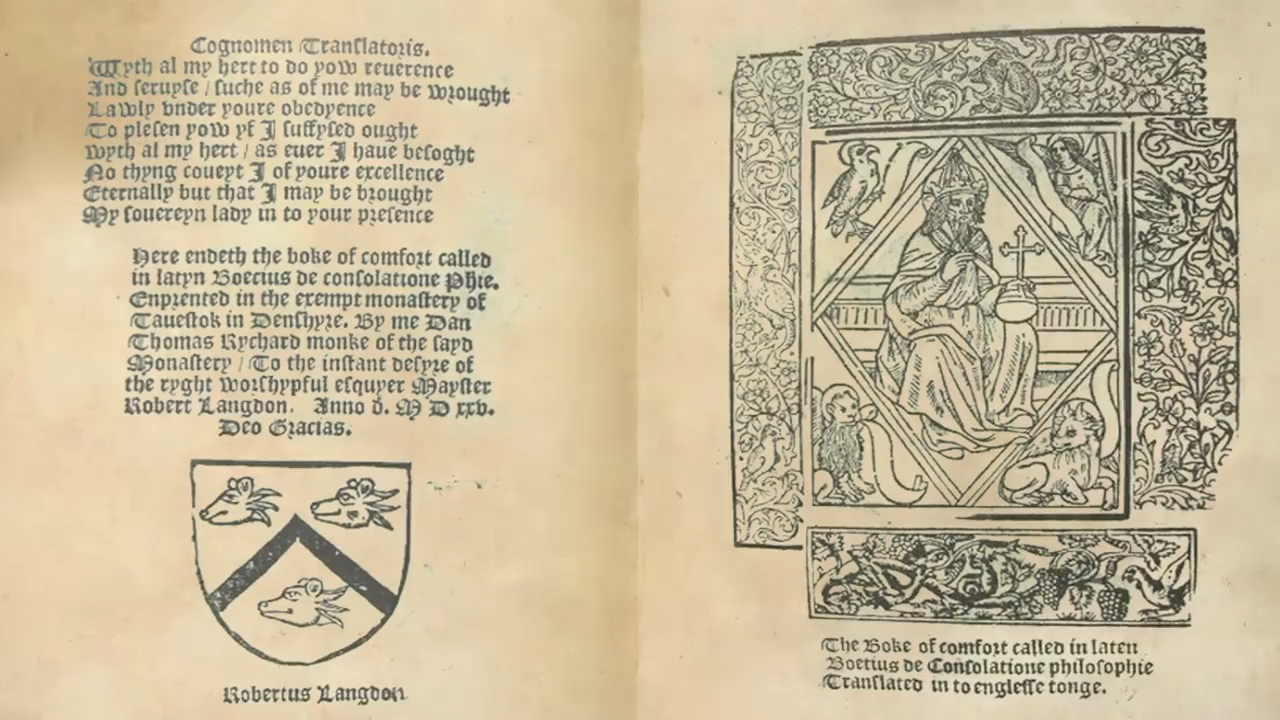 Cognomen Translatoris.
Wyth al my hert to do yow reuerence
And seruyse / suche as of me may be wrought
Lawly vnder youre obedyence
To plesen yow yf I suffysed ought
wyth al my hert / as euer I haue besoght
No thyng coueyt I of youre excellence
Eternally but that I may be brought
My souereyn lady in to your presence
Here endeth the boke of comfort called
in latyn Boecius de consolatione Phie.
Enprented in the exempt monastery of
Tauestok in Denshyre. By me Dan
Thomas Rychard monke of the sayd
Monastery / To the instant desyre of
the ryght worshypful esquyer Mayster
Robert Langdon. Anno d. M D xxv.
Deo Gracias.
Robertus Langdon
The Boke of comfort called in laten
Boetius de Consolatione philosophie
Translated in to englesse tonge.